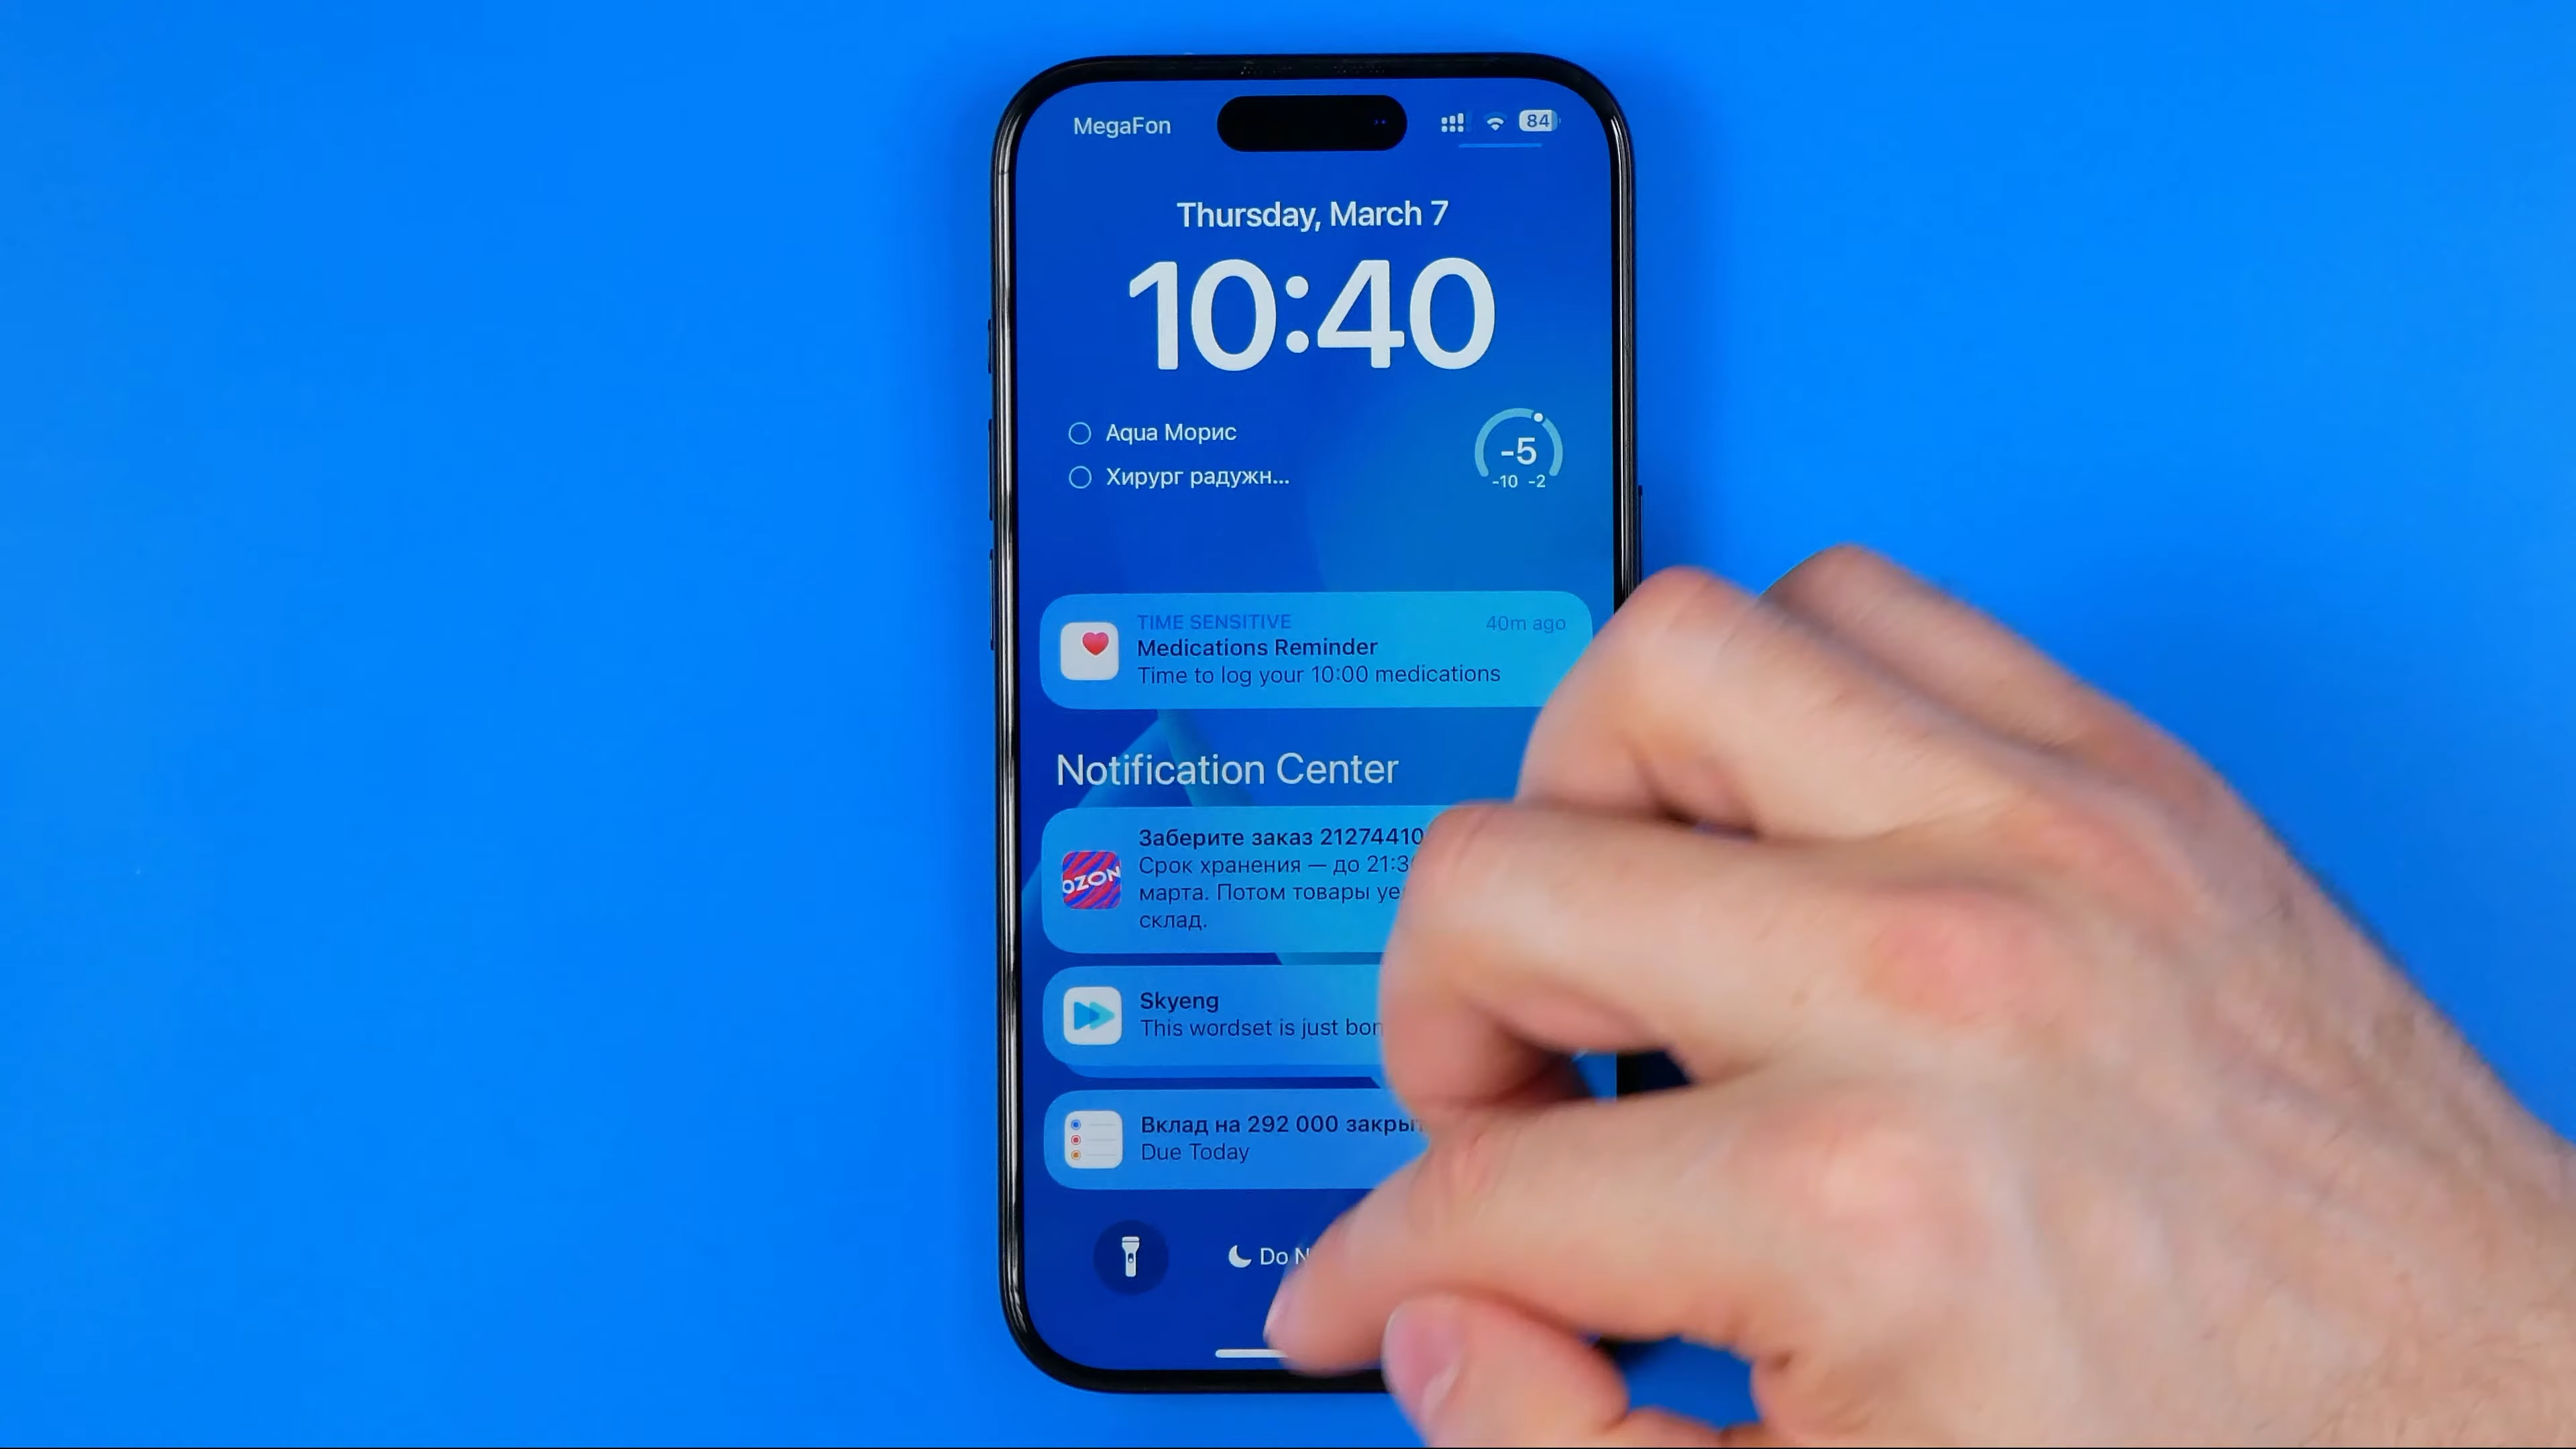 MegaFon
84
Thursday, March 7
10:40
Aqua Морис
-5
-10 -2
Хирург радужн...
TIME SENSITIVE
40m ago
Medications Reminder
Time to log your 10:00 medications
Notification Center
Заберите заказ 21274410
Срок хранения — до
марта. Потом товары
склад.
OZON
Skyeng
This wordset is just
Вклад на 292 000
Due Today
Do